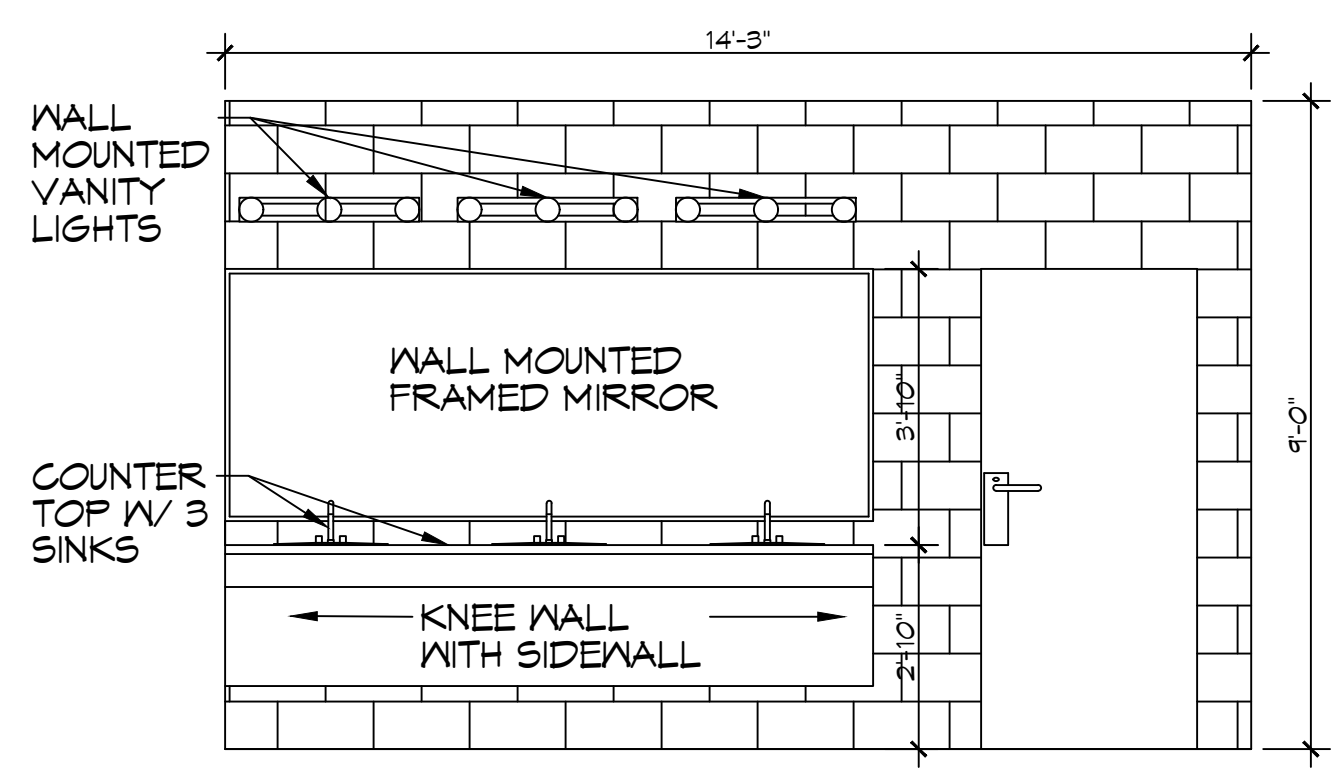 14'-3"
WALL
MOUNTED
VANITY
LIGHTS
WALL MOUNTED
FRAMED MIRROR
3'-10"
9'-0"
COUNTER
TOP W/ 3
SINKS
KNEE WALL
WITH SIDEWALL
2'-10"